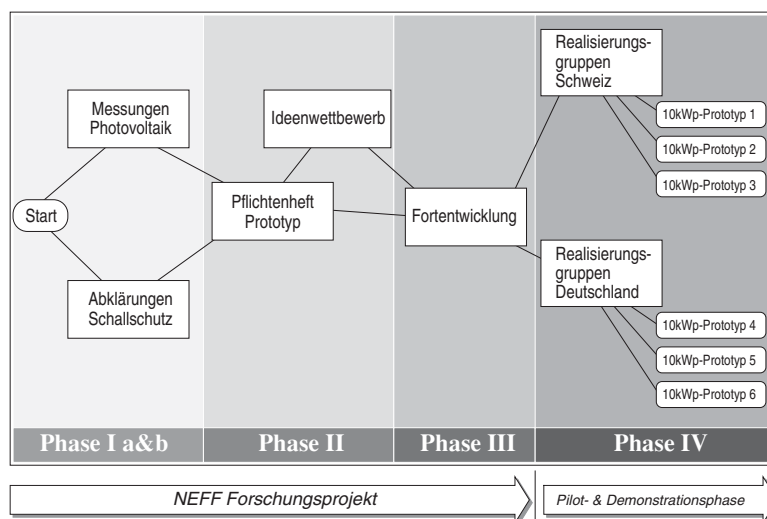 Start
Messungen
Photovoltaik
Abklärungen
Schallschutz
Pflichtenheft
Prototyp
Ideenwettbewerb
Fortentwicklung
Realisierungs-
gruppen
Schweiz
10kWp-Prototyp 1
10kWp-Prototyp 2
10kWp-Prototyp 3
Realisierungs-
gruppen
Deutschland
10kWp-Prototyp 4
10kWp-Prototyp 5
10kWp-Prototyp 6
Phase I a&b
Phase II
Phase III
Phase IV
NEFF Forschungsprojekt
Pilot- & Demonstrationsphase